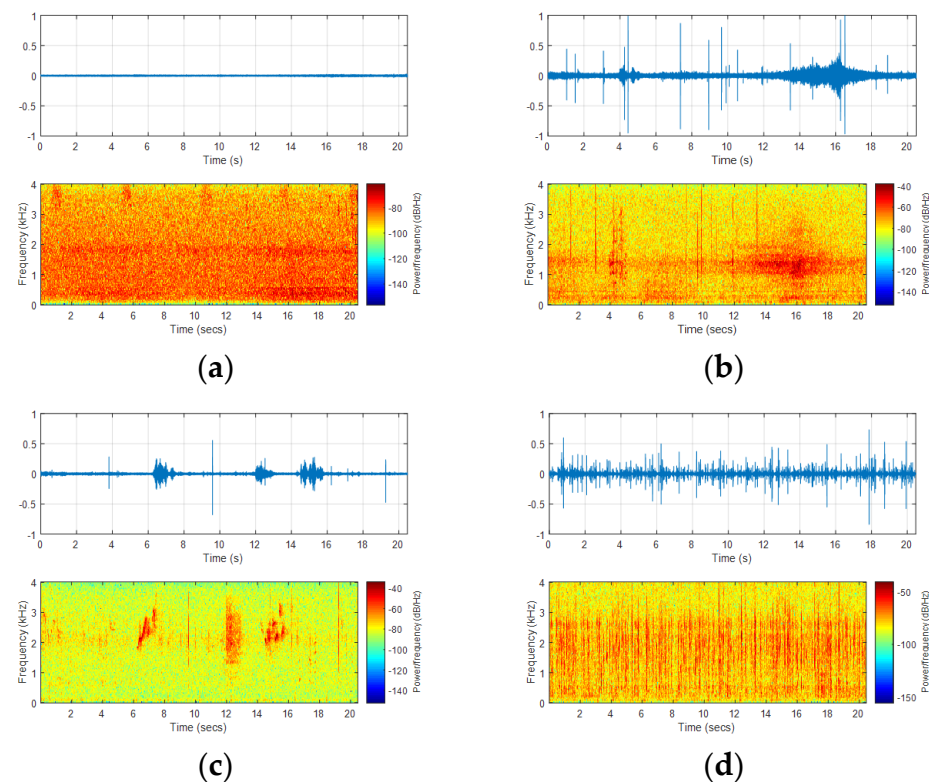 1
0.5
0
-0.5
-1
0 2 4 6 8 10 12 14 16 18 20
Time (s)
4
3
2
1
0
Frequency (kHz)
2 4 6 8 10 12 14 16 18 20
Time (secs)
-80
-100
-120
-140
Power/frequency (dB/Hz)
(a)
1
0.5
0
-0.5
-1
0 2 4 6 8 10 12 14 16 18 20
Time (s)
4
3
2
1
0
Frequency (kHz)
2 4 6 8 10 12 14 16 18 20
Time (secs)
-40
-60
-80
-100
-120
-140
Power/frequency (dB/Hz)
(b)
1
0.5
0
-0.5
-1
0 2 4 6 8 10 12 14 16 18 20
Time (s)
4
3
2
1
0
Frequency (kHz)
2 4 6 8 10 12 14 16 18 20
Time (secs)
-40
-60
-80
-100
-120
-140
Power/frequency (dB/Hz)
(c)
1
0.5
0
-0.5
-1
0 2 4 6 8 10 12 14 16 18 20
Time (s)
4
3
2
1
0
Frequency (kHz)
2 4 6 8 10 12 14 16 18 20
Time (secs)
-50
-100
-150
Power/frequency (dB/Hz)
(d)